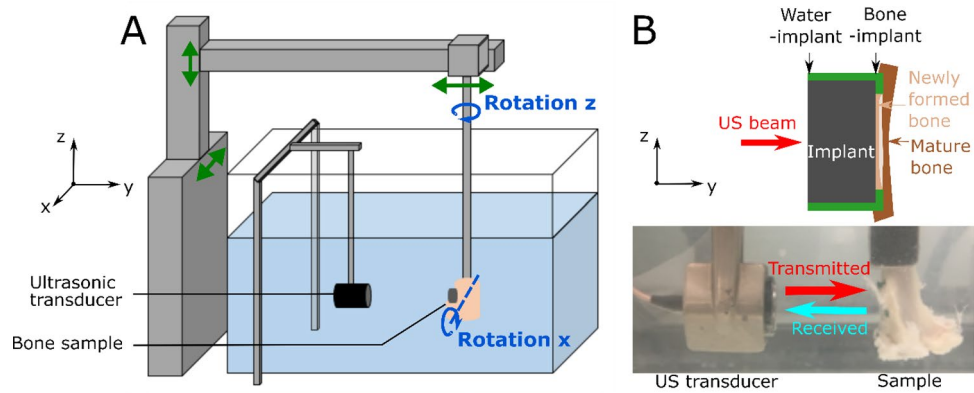 A
Rotation z
z
y
x
Ultrasonic
transducer
Bone sample
Rotation x
B
Water
-implant
Bone
-implant
Newly
formed
bone
US beam
Implant
Mature
bone
z
y
Transmitted
Received
US transducer
Sample